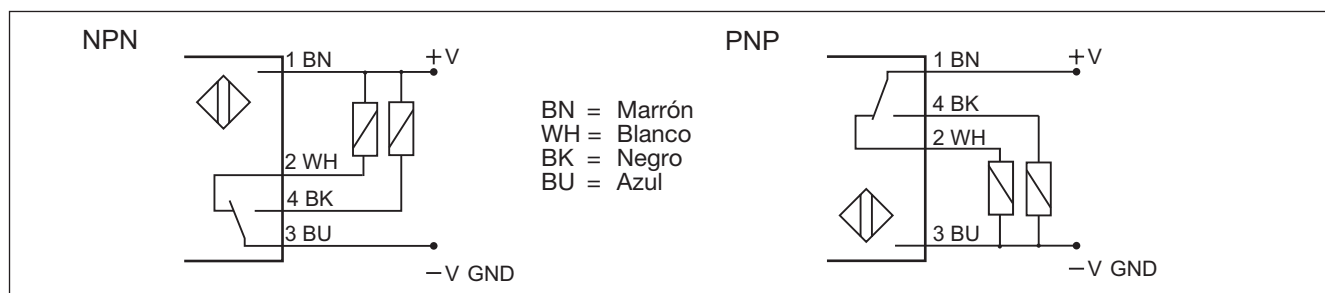 NPN
1 BN
+V
2 WH
4 BK
3 BU
−V GND
BN = Marrón
WH = Blanco
BK = Negro
BU = Azul
PNP
1 BN
+V
4 BK
2 WH
3 BU
−V GND